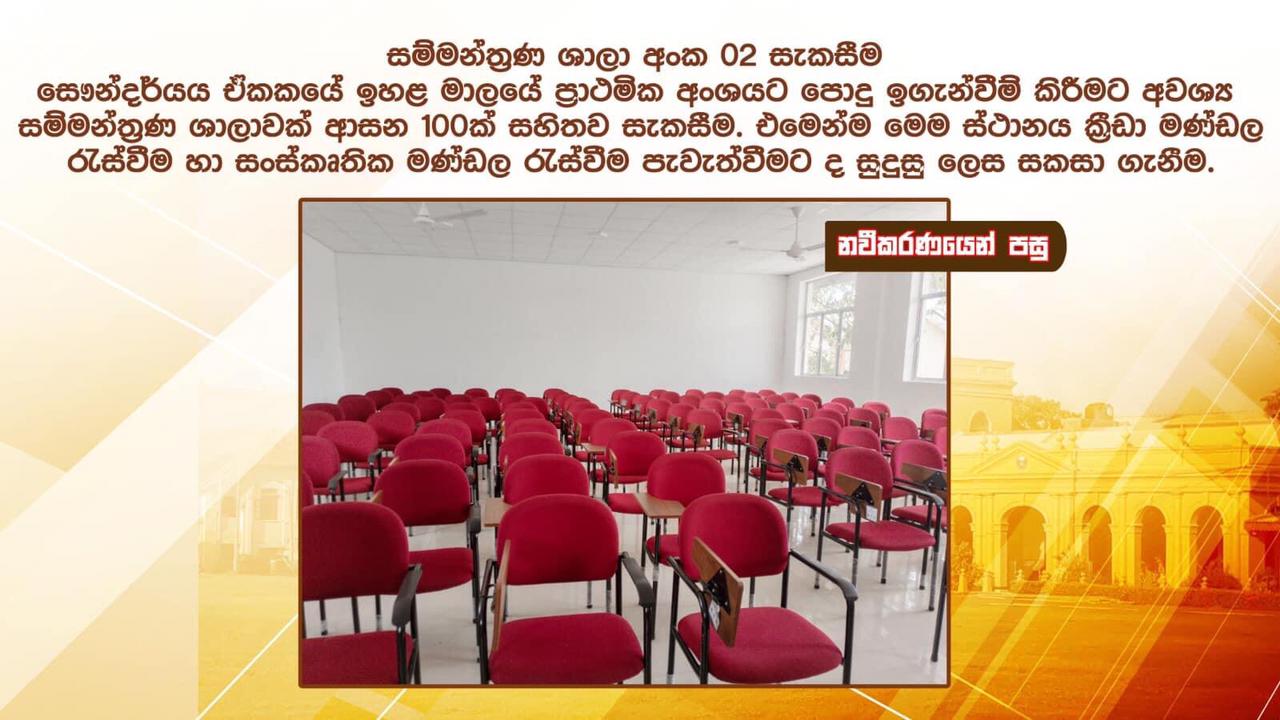 සම්මන්ත්‍රණ ශාලා අංක 02 සැකසීම
සෞන්දර්යය ඒකකයේ ඉහළ මාලයේ ප්‍රාථමික අංශයට පොදු ඉගැන්වීම් කිරීමට අවශ්‍ය
සම්මන්ත්‍රණ ශාලාවක් ආසන 100ක් සහිතව සැකසීම. එමෙන්ම මෙම ස්ථානය ක්‍රීඩා මණ්ඩල
රැස්වීම හා සංස්කෘතික මණ්ඩල රැස්වීම පැවැත්වීමට ද සුදුසු ලෙස සකසා ගැනීම.
නවීකරණයෙන් පසු